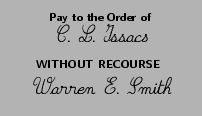 Pay to the Order of
C. L. Issacs
WITHOUT RECOURSE
Warren E. Smith